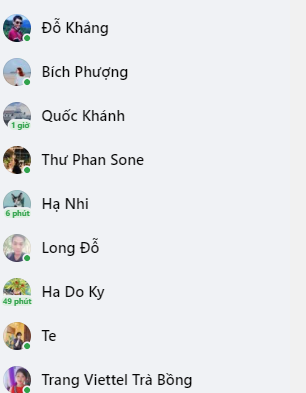 Đỗ Kháng
Bích Phượng
Quốc Khánh
1 giờ
Thư Phan Sone
Hạ Nhi
6 phút
Long Đỗ
Ha Do Ky
49 phút
Te
Trang Viettel Trà Bồng